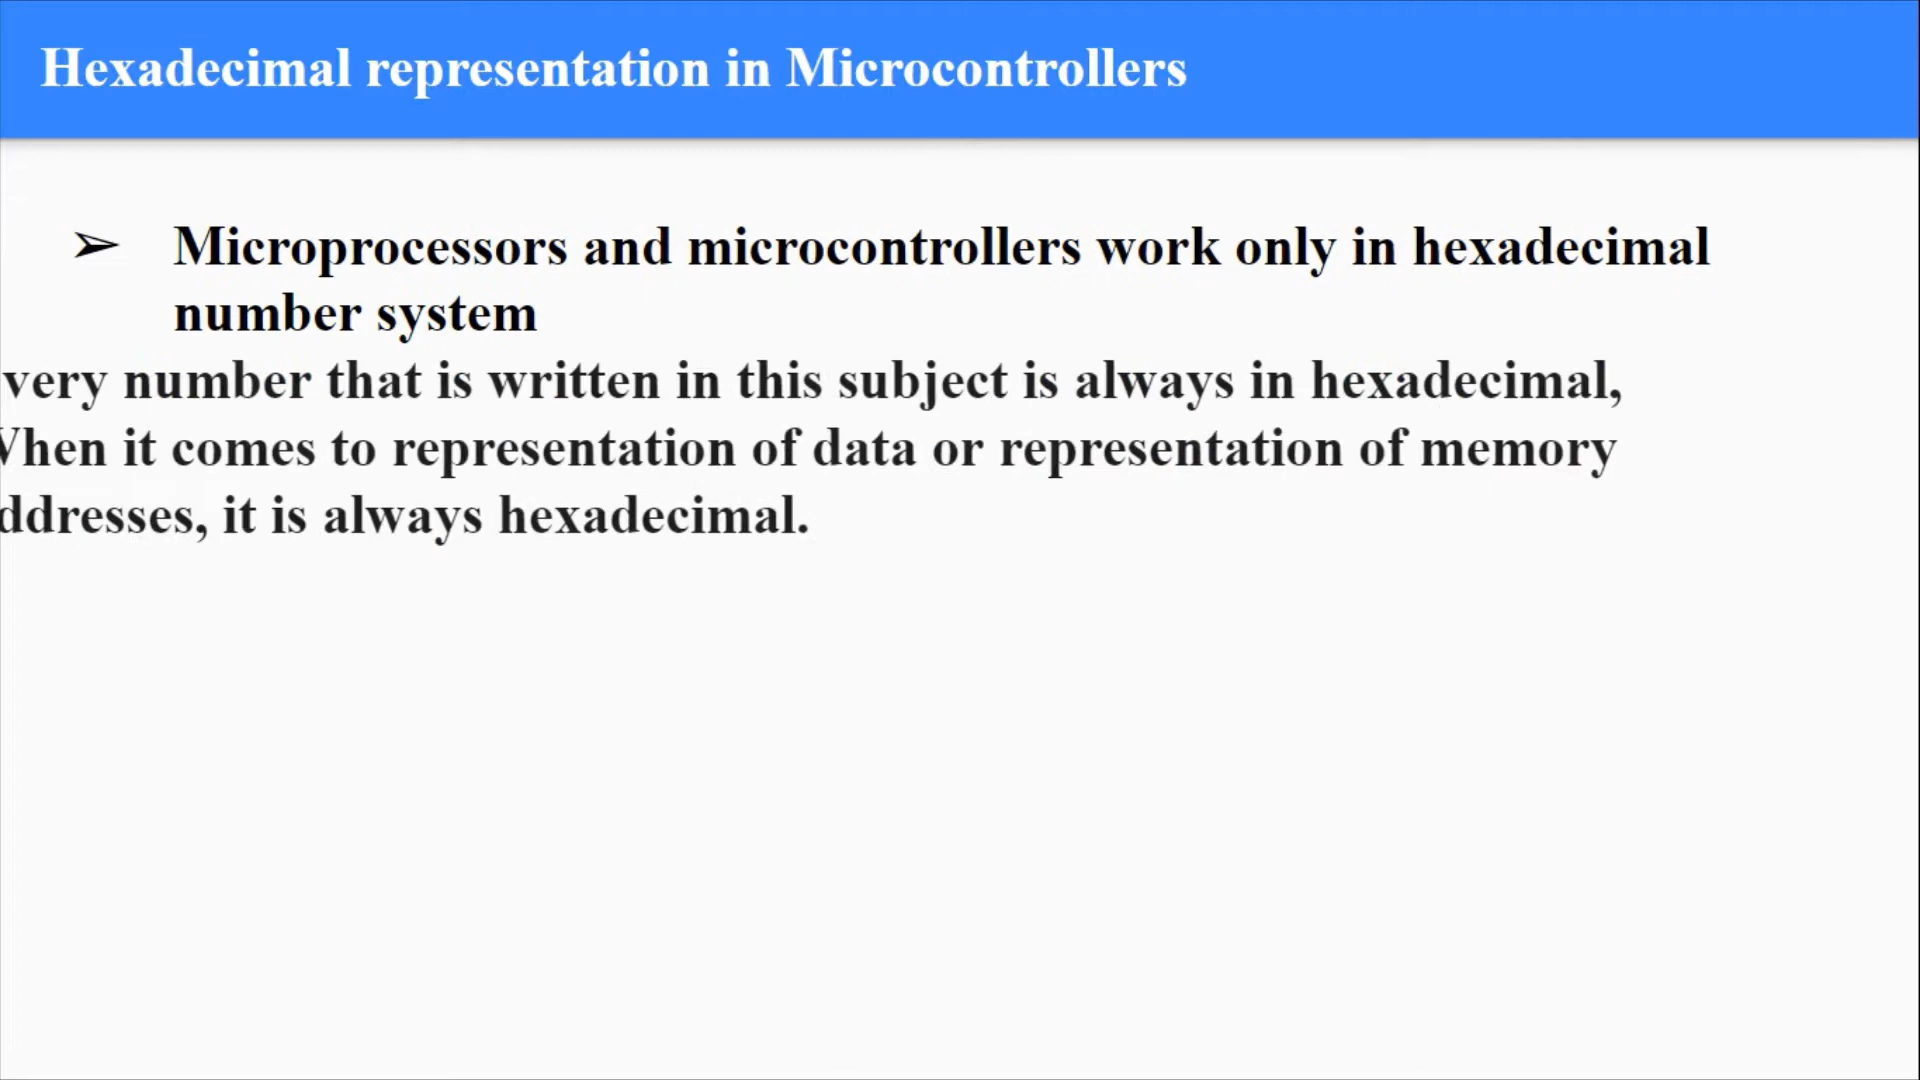 Hexadecimal representation in Microcontrollers
➢ Microprocessors and microcontrollers work only in hexadecimal
number system
very number that is written in this subject is always in hexadecimal,
When it comes to representation of data or representation of memory
ddresses, it is always hexadecimal.